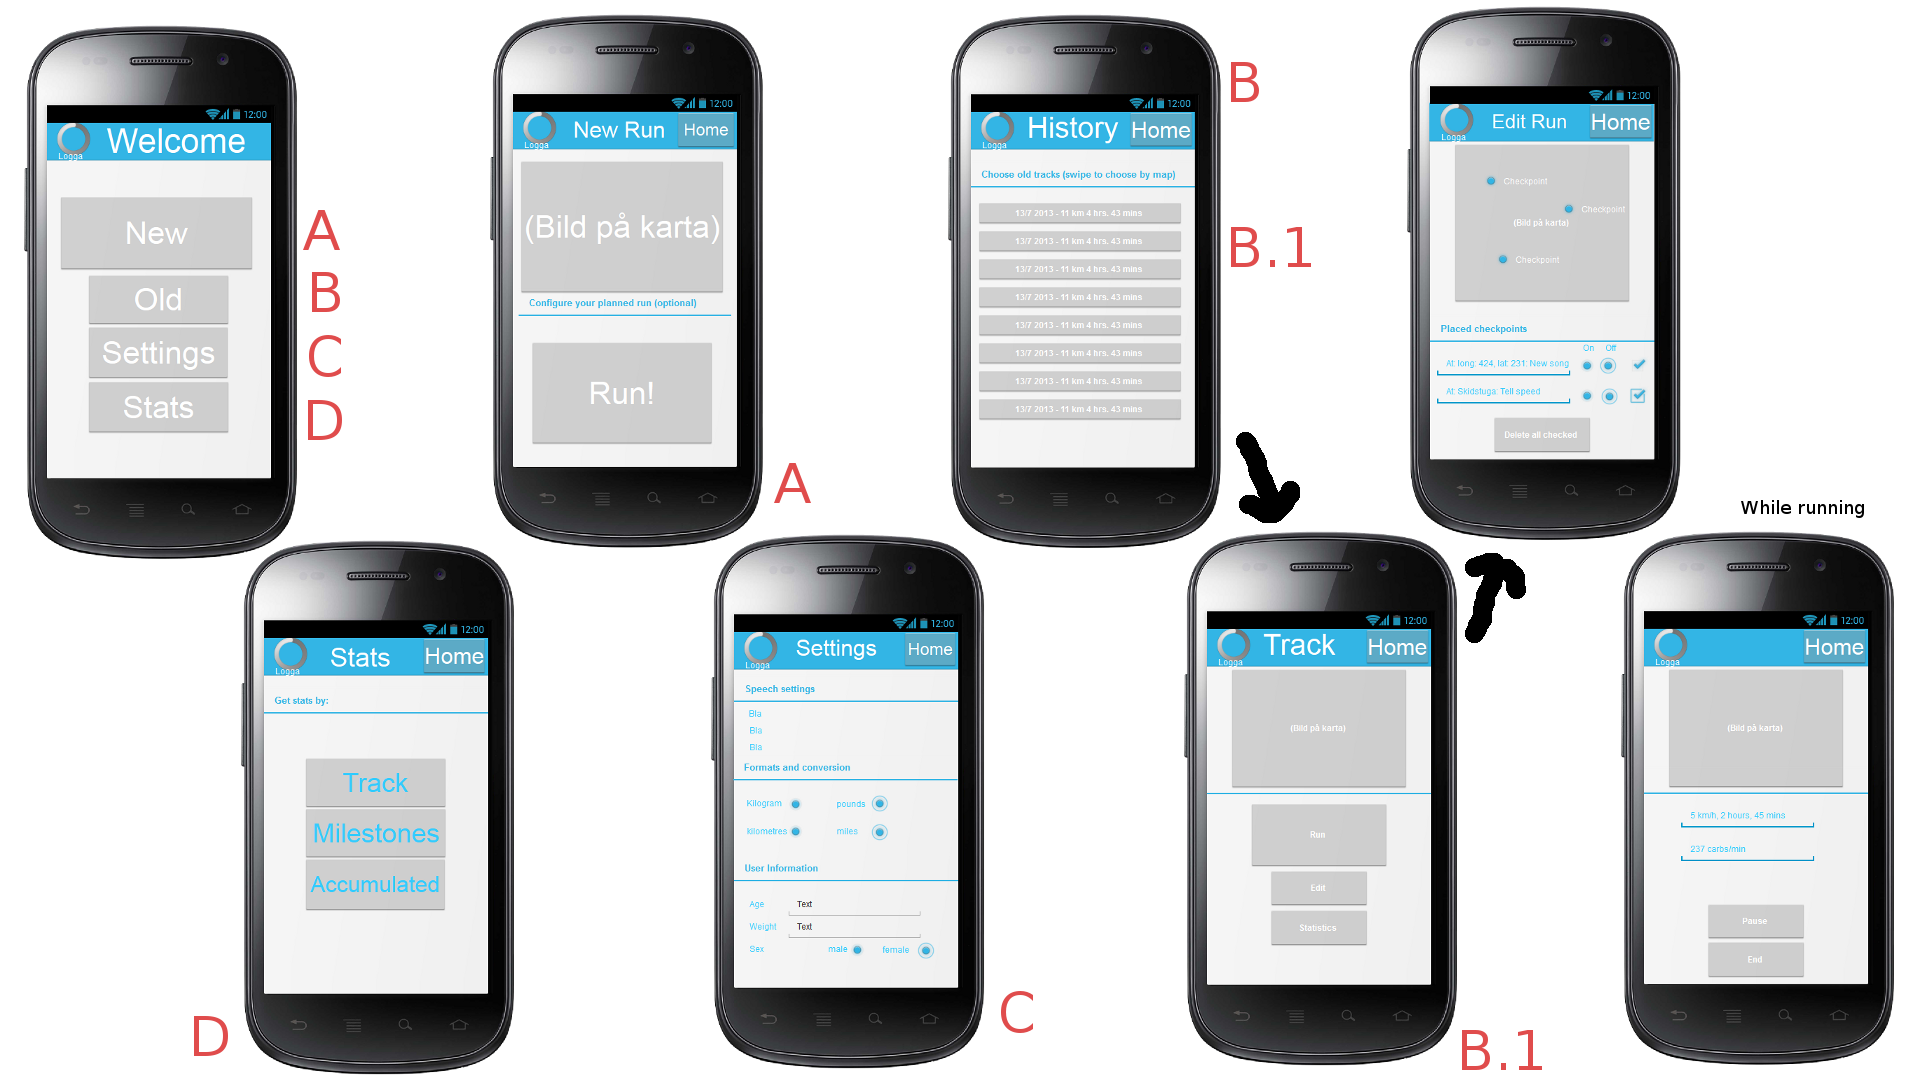 12:00
Logga
Welcome
New
Old
Settings
Stats
A
B
C
D
12:00
Logga
New Run
Home
(Bild på karta)
Configure your planned run (optional)
Run!
A
12:00
Logga
History
Home
Choose old tracks (swipe to choose by map)
13/7 2013 - 11 km 4 hrs. 43 mins
13/7 2013 - 11 km 4 hrs. 43 mins
13/7 2013 - 11 km 4 hrs. 43 mins
13/7 2013 - 11 km 4 hrs. 43 mins
13/7 2013 - 11 km 4 hrs. 43 mins
13/7 2013 - 11 km 4 hrs. 43 mins
13/7 2013 - 11 km 4 hrs. 43 mins
13/7 2013 - 11 km 4 hrs. 43 mins
B
B.1
12:00
Logga
Edit Run
Home
Checkpoint
Checkpoint
(Bild på karta)
Checkpoint
Placed checkpoints
On Off
At: long: 424, lat: 231: New song
At: Skidstuga: Tell speed
Delete all checked
12:00
Logga
Stats
Home
Get stats by:
Track
Milestones
Accumulated
D
12:00
Logga
Settings
Home
Speech settings
Bla
Bla
Bla
Formats and conversion
Kilogram pounds
kilometres miles
User Information
Age Text
Weight Text
Sex male female
C
12:00
Logga
Track
Home
(Bild på karta)
Run
Edit
Statistics
B.1
While running
12:00
Logga
Home
(Bild på karta)
5 km/h, 2 hours, 45 mins
237 carbs/min
Pause
End